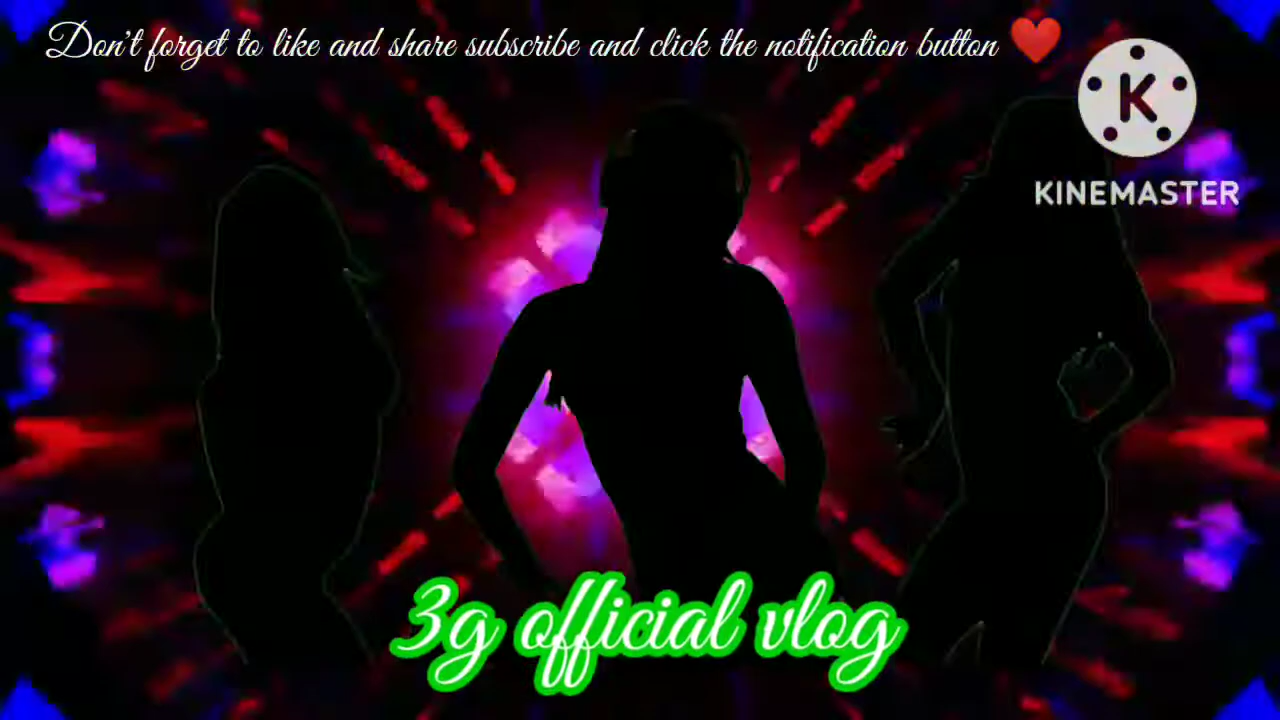 Don't forget to like and share subscribe and click the notification button ❤️
K
KINEMASTER
3g official vlog